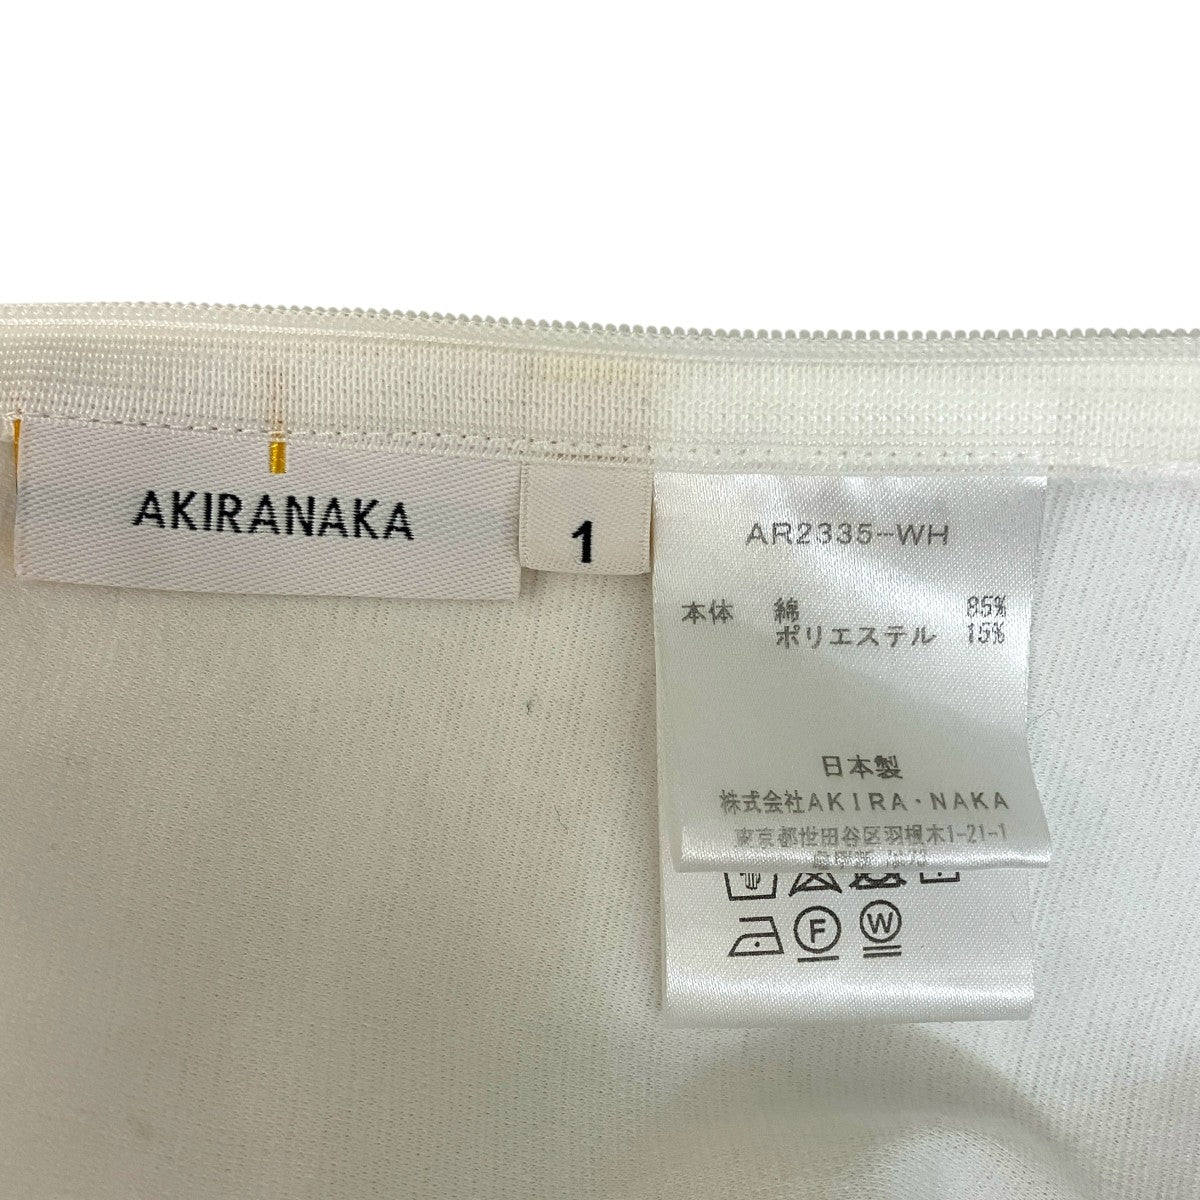 AKIRANAKA
1
AR2335-WH
本体 綿 85%
ポリエステル 15%
日本製
株式会社AKIRA・NAKA
東京都世田谷区羽根木1-21-1
F
W